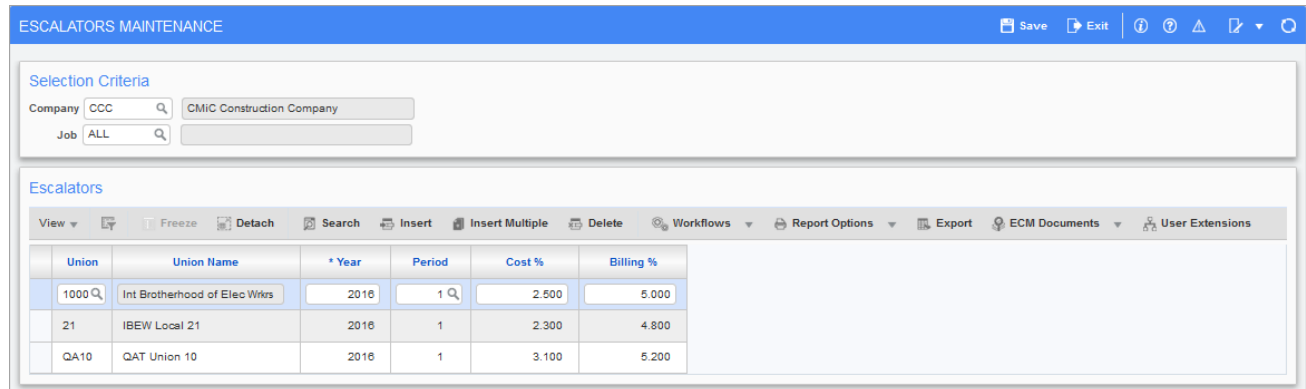 ESCALATORS MAINTENANCE Save Exit
Selection Criteria
Company CCC CMiC Construction Company
Job ALL
Escalators
View Freeze Detach Search Insert Insert Multiple Delete Workflows Report Options Export ECM Documents User Extensions
Union Union Name * Year Period Cost % Billing %
1000 Int Brotherhood of Elec Wrkrs 2016 1 2.500 5.000
21 IBEW Local 21 2016 1 2.300 4.800
QA10 QAT Union 10 2016 1 3.100 5.200